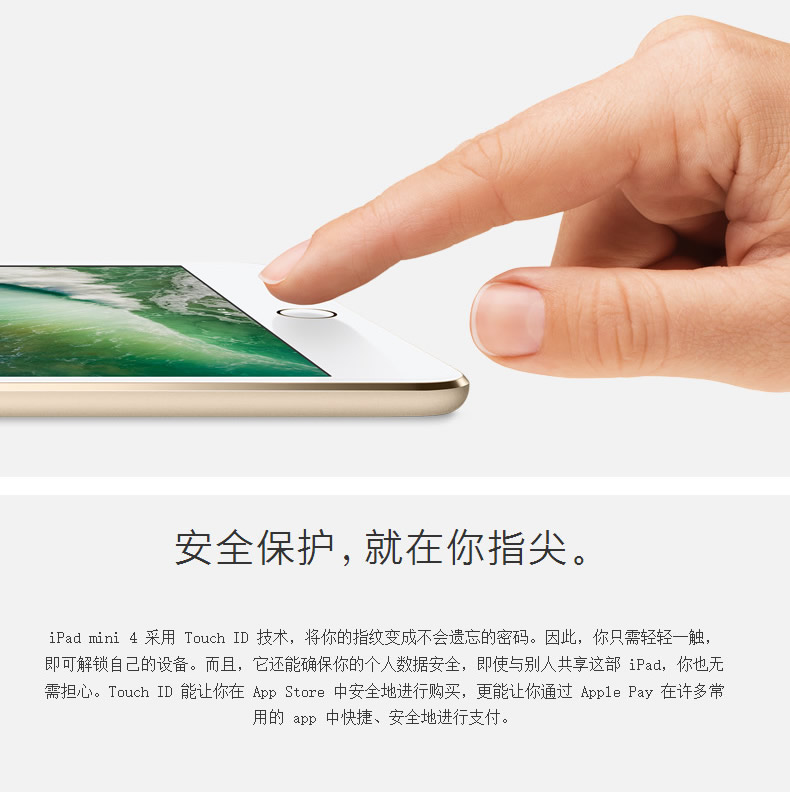 安全保护，就在你指尖。
iPad mini 4 采用 Touch ID 技术，将你的指纹变成不会遗忘的密码。因此，你只需轻轻一触，
即可解锁自己的设备。而且，它还能确保你的个人数据安全，即使与别人共享这部 iPad，你也无
需担心。Touch ID 能让你在 App Store 中安全地进行购买，更能让你通过 Apple Pay 在许多常
用的 app 中快捷、安全地进行支付。